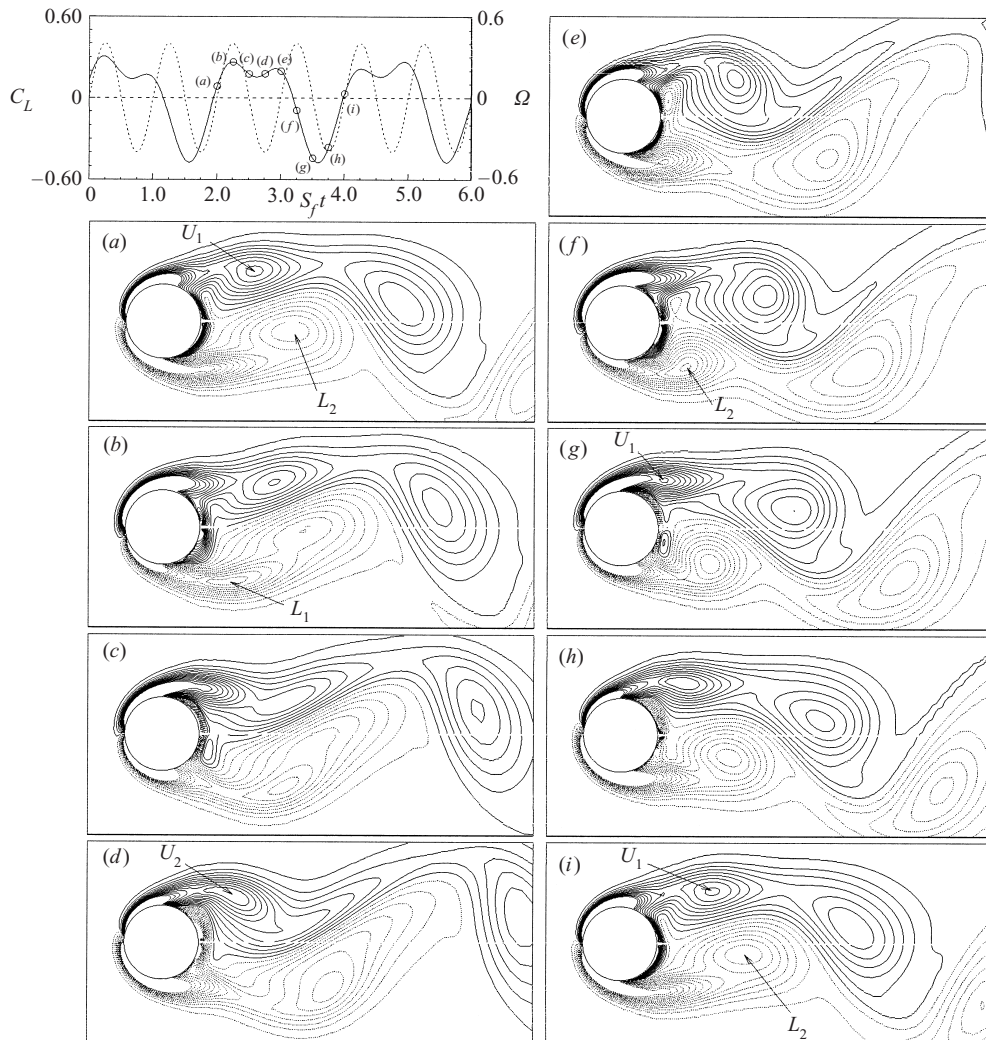 0.60
0.60
C_L
0
0
Ω
−0.60
−0.6
0
1.0
2.0
3.0
4.0
5.0
6.0
S_f t
(a)
(b)
(c)
(d)
(e)
(f)
(g)
(h)
(i)
(a)
U_1
L_2
(b)
L_1
(c)
(d)
U_2
(e)
(f)
L_2
(g)
U_1
(h)
(i)
U_1
L_2